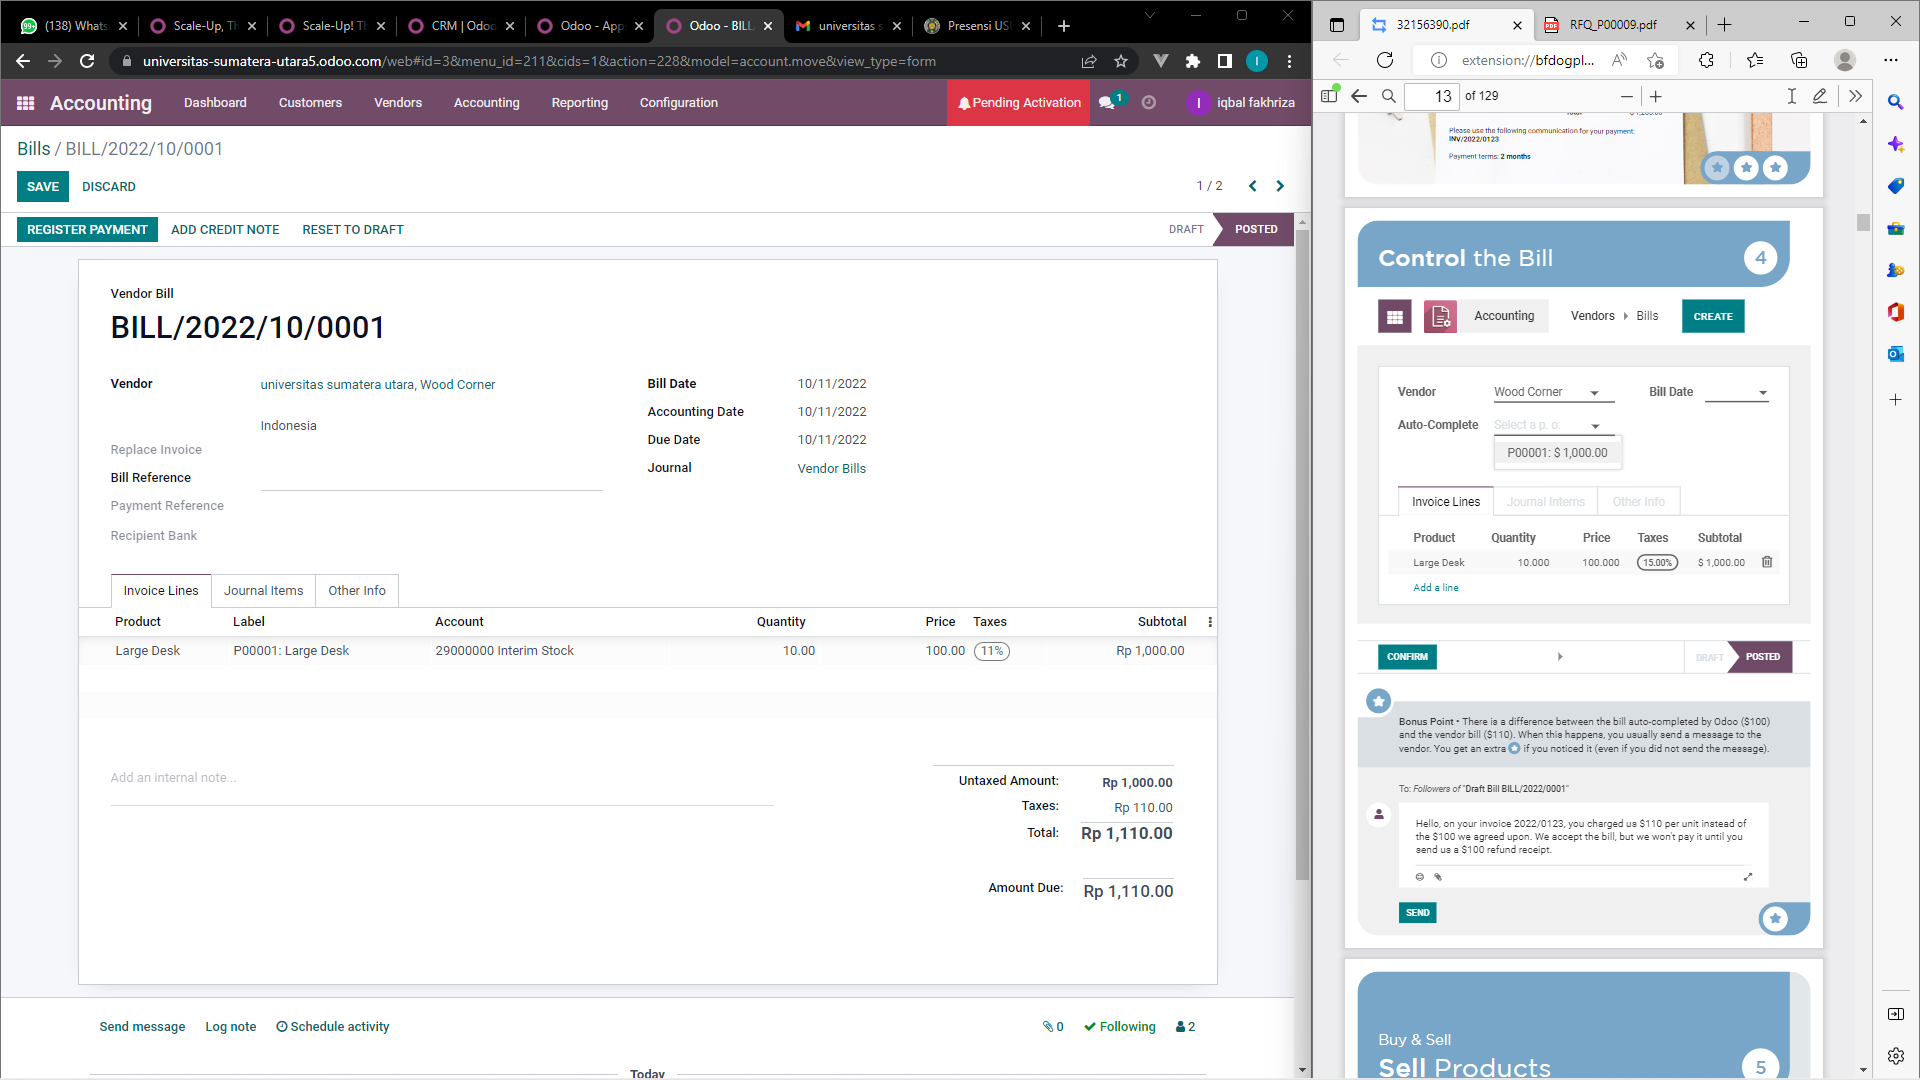 (138) Whats
Scale-Up, Th
Scale-Up! Th
CRM | Odoo
Odoo - App
Odoo - BILL
universitas s
Presensi USU
universitas-sumatera-utara5.odoo.com/web#id=3&menu_id=211&cids=1&action=228&model=account.move&view_type=form
I
Accounting
Dashboard
Customers
Vendors
Accounting
Reporting
Configuration
Pending Activation
1
I
iqbal fakhriza
Bills / BILL/2022/10/0001
SAVE
DISCARD
1 / 2
REGISTER PAYMENT
ADD CREDIT NOTE
RESET TO DRAFT
DRAFT
POSTED
Vendor Bill
BILL/2022/10/0001
Vendor
universitas sumatera utara, Wood Corner
Indonesia
Replace Invoice
Bill Reference
Payment Reference
Recipient Bank
Bill Date 10/11/2022
Accounting Date 10/11/2022
Due Date 10/11/2022
Journal Vendor Bills
Invoice Lines
Journal Items
Other Info
Product Label Account Quantity Price Taxes Subtotal
Large Desk P00001: Large Desk 29000000 Interim Stock 10.00 100.00 11% Rp 1,000.00
Add an internal note...
Untaxed Amount: Rp 1,000.00
Taxes: Rp 110.00
Total: Rp 1,110.00
Amount Due: Rp 1,110.00
Send message
Log note
Schedule activity
0
Following
2
Today
32156390.pdf
RFQ_P00009.pdf
extension://bfdogpl...
13 of 129
Please use the following communication for your payment:
INV/2022/0123
Payment terms: 2 months
Control the Bill
4
Accounting
Vendors
Bills
CREATE
Vendor Wood Corner
Bill Date
Auto-Complete Select a p. o.
P00001: $ 1,000.00
Invoice Lines
Journal Interns
Other Info
Product Quantity Price Taxes Subtotal
Large Desk 10.000 100.000 15.00% $ 1,000.00
Add a line
CONFIRM
DRAFT
POSTED
Bonus Point • There is a difference between the bill auto-completed by Odoo ($100)
and the vendor bill ($110). When this happens, you usually send a message to the
vendor. You get an extra if you noticed it (even if you did not send the message).
To: Followers of "Draft Bill BILL/2022/0001"
Hello, on your invoice 2022/0123, you charged us $110 per unit instead of
the $100 we agreed upon. We accept the bill, but we won't pay it until you
send us a $100 refund receipt.
SEND
Buy & Sell
Sell Products
5